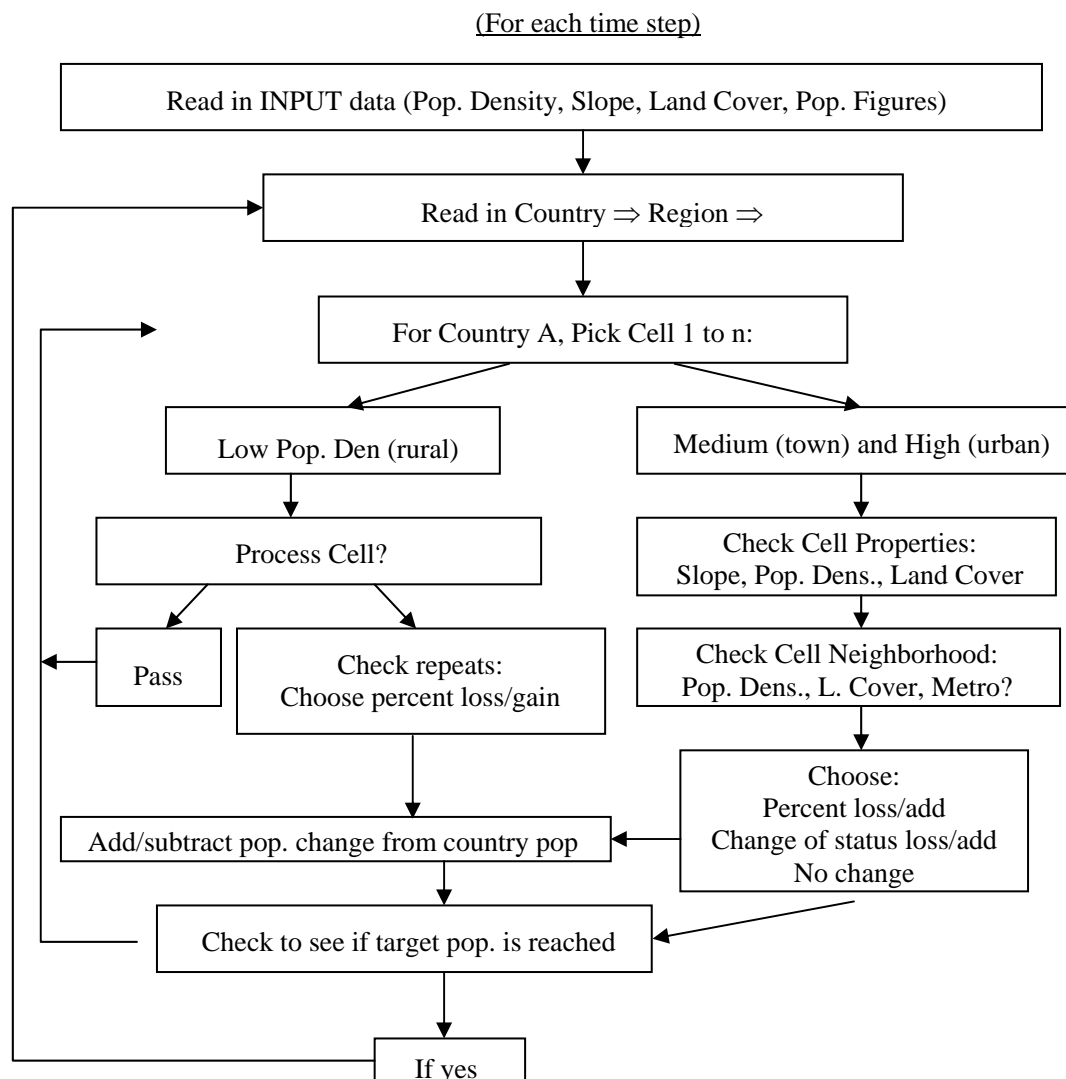 (For each time step)
Read in INPUT data (Pop. Density, Slope, Land Cover, Pop. Figures)
Read in Country ⇒ Region ⇒
For Country A, Pick Cell 1 to n:
Low Pop. Den (rural)
Medium (town) and High (urban)
Process Cell?
Check Cell Properties:
Slope, Pop. Dens., Land Cover
Pass
Check repeats:
Choose percent loss/gain
Check Cell Neighborhood:
Pop. Dens., L. Cover, Metro?
Choose:
Percent loss/add
Change of status loss/add
No change
Add/subtract pop. change from country pop
Check to see if target pop. is reached
If yes